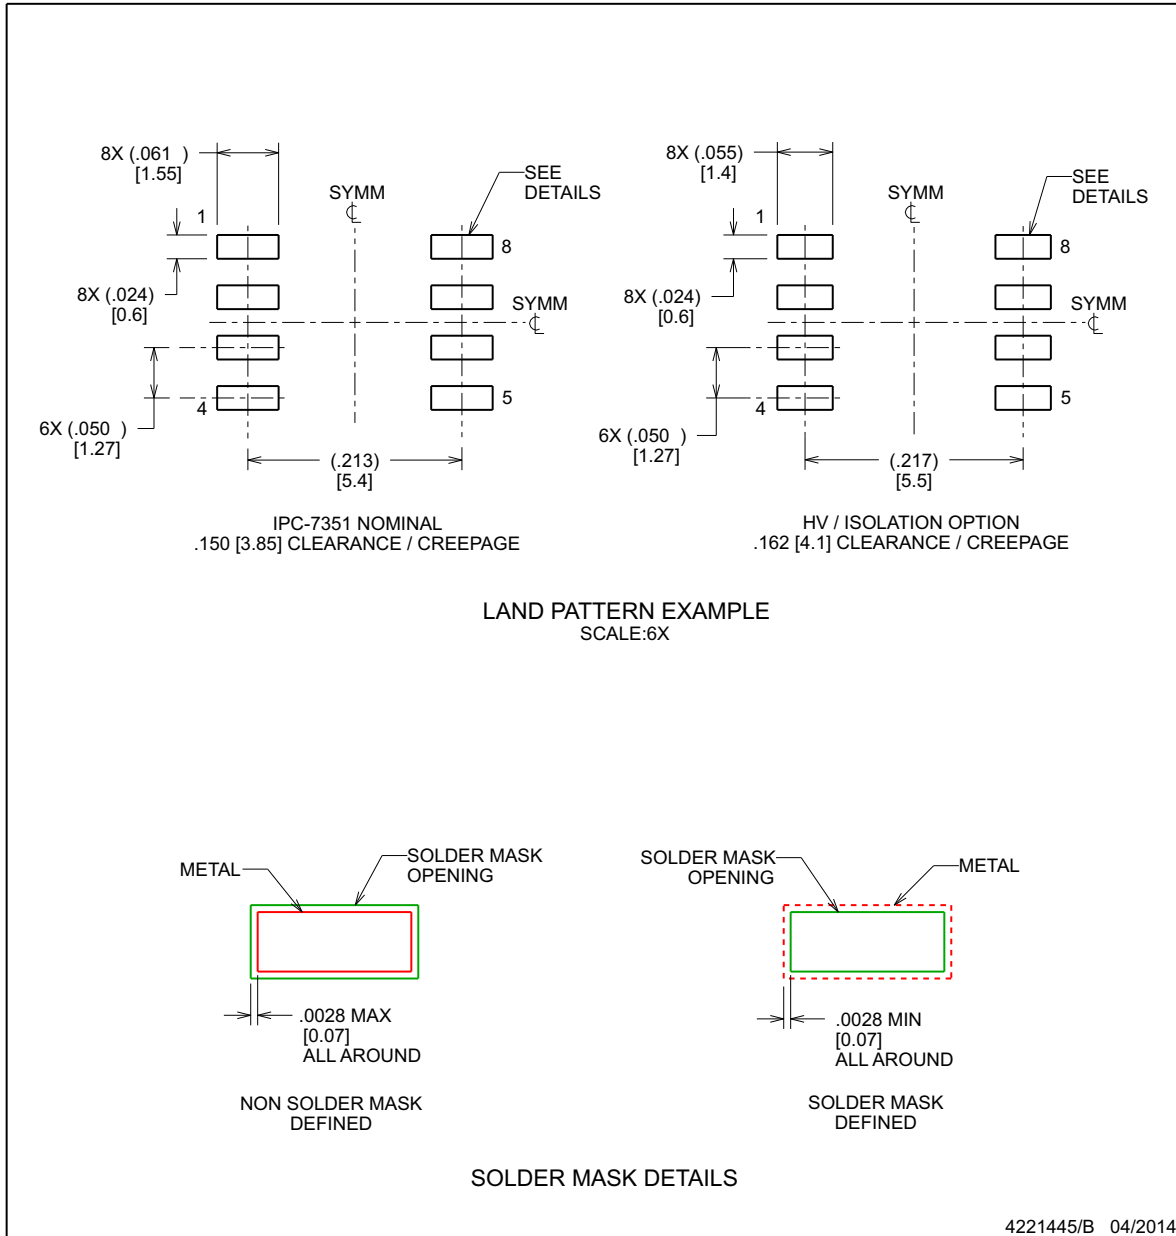 8X (.061 )
[1.55]
SYMM
SEE
DETAILS
1
8
8X (.024)
[0.6]
SYMM
4
5
6X (.050 )
[1.27]
(.213)
[5.4]
IPC-7351 NOMINAL
.150 [3.85] CLEARANCE / CREEPAGE
8X (.055)
[1.4]
SYMM
SEE
DETAILS
1
8
8X (.024)
[0.6]
SYMM
4
5
6X (.050 )
[1.27]
(.217)
[5.5]
HV / ISOLATION OPTION
.162 [4.1] CLEARANCE / CREEPAGE
LAND PATTERN EXAMPLE
SCALE:6X
METAL
SOLDER MASK
OPENING
.0028 MAX
[0.07]
ALL AROUND
NON SOLDER MASK
DEFINED
SOLDER MASK
OPENING
METAL
.0028 MIN
[0.07]
ALL AROUND
SOLDER MASK
DEFINED
SOLDER MASK DETAILS
4221445/B 04/2014